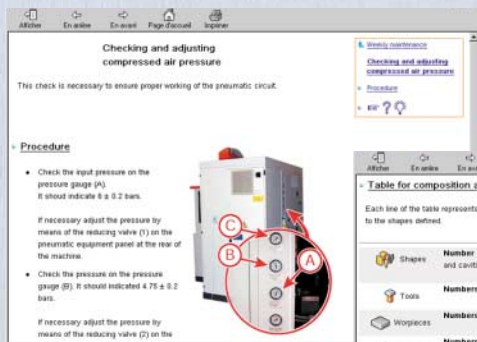 Afficher En arrière En avant Page d'accueil Imprimer
Checking and adjusting
compressed air pressure
This check is necessary to ensure proper working of the pneumatic circuit.
Procedure
Check the input pressure on the
pressure gauge (A).
It shoud indicate 6 ± 0.2 bars.
If necessary adjust the pressure by
means of the reducing valve (1) on the
pneumatic equipment panel at the rear of
the machine.
Check the pressure on the pressure
gauge (B). It should indicated 4.75 ± 0.2
bars.
If necessary adjust the pressure by
means of the reducing valve (2) on the
C
B
A
Weekly maintenance
Checking and adjusting
compressed air pressure
Procedure
Afficher En arrière En av
Table for composition a
Each line of the table represents
to the shapes defined.
Shapes Number
and caviti
Tools Numbers
Worpieces Numbers
Numbers